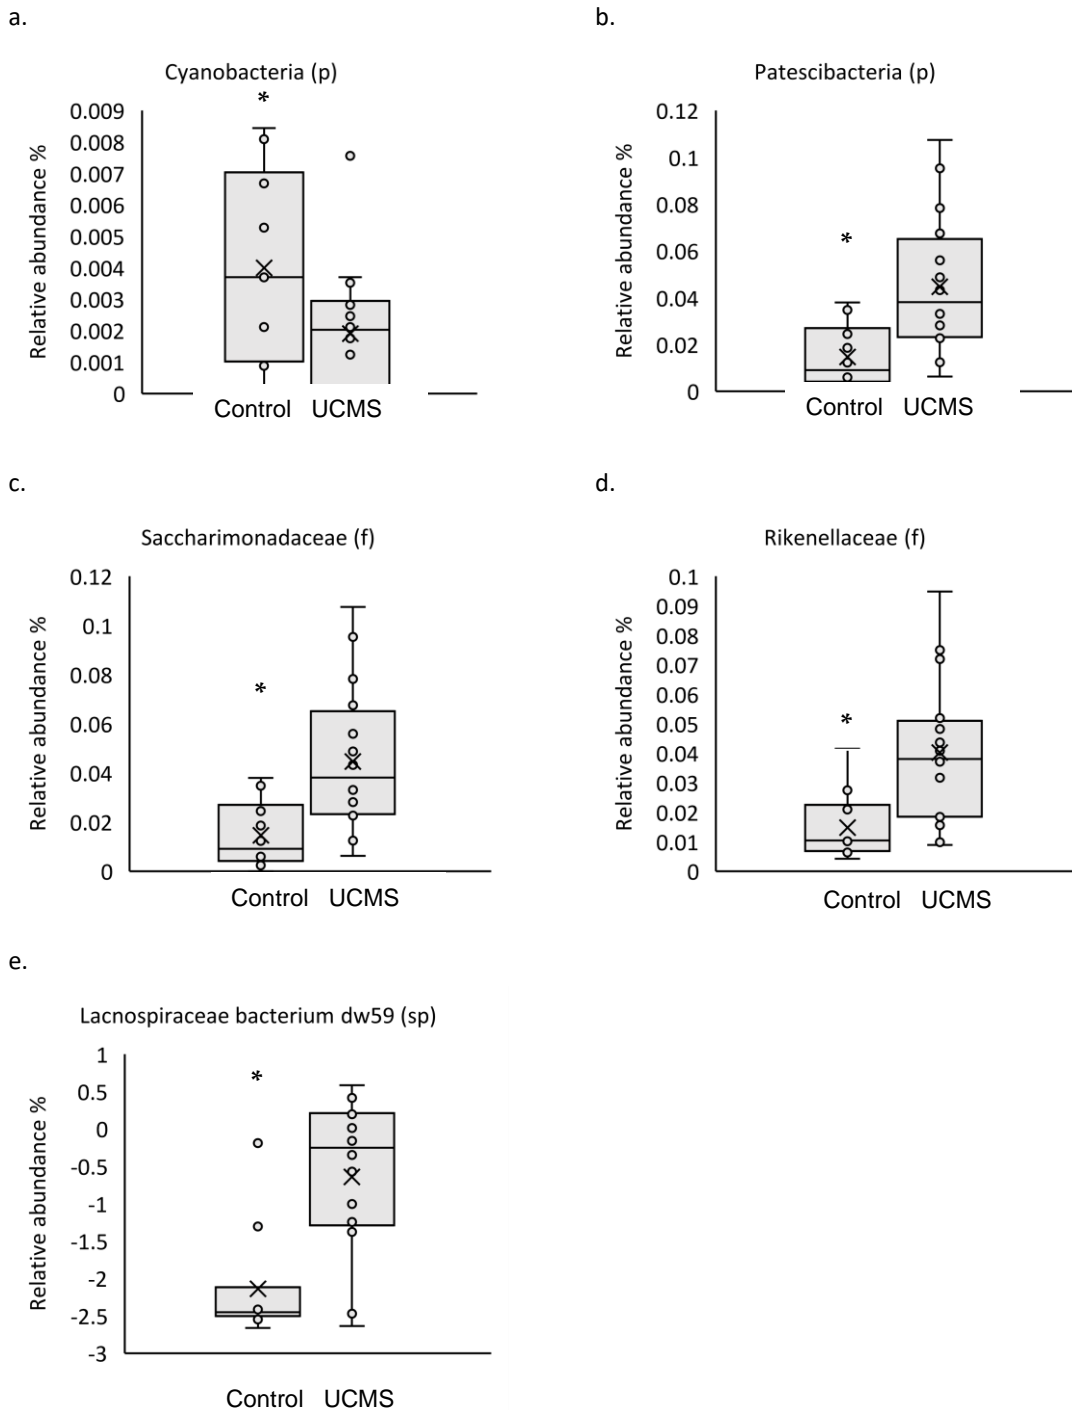 a.
Cyanobacteria (p)
*
Relative abundance %
0.009
0.008
0.007
0.006
0.005
0.004
0.003
0.002
0.001
0
Control UCMS
b.
Patescibacteria (p)
*
Relative abundance %
0.12
0.1
0.08
0.06
0.04
0.02
0
Control UCMS
c.
Saccharimonadaceae (f)
*
Relative abundance %
0.12
0.1
0.08
0.06
0.04
0.02
0
Control UCMS
d.
Rikenellaceae (f)
*
Relative abundance %
0.1
0.09
0.08
0.07
0.06
0.05
0.04
0.03
0.02
0.01
0
Control UCMS
e.
Lacnospiraceae bacterium dw59 (sp)
*
Relative abundance %
1
0.5
0
-0.5
-1
-1.5
-2
-2.5
-3
Control UCMS